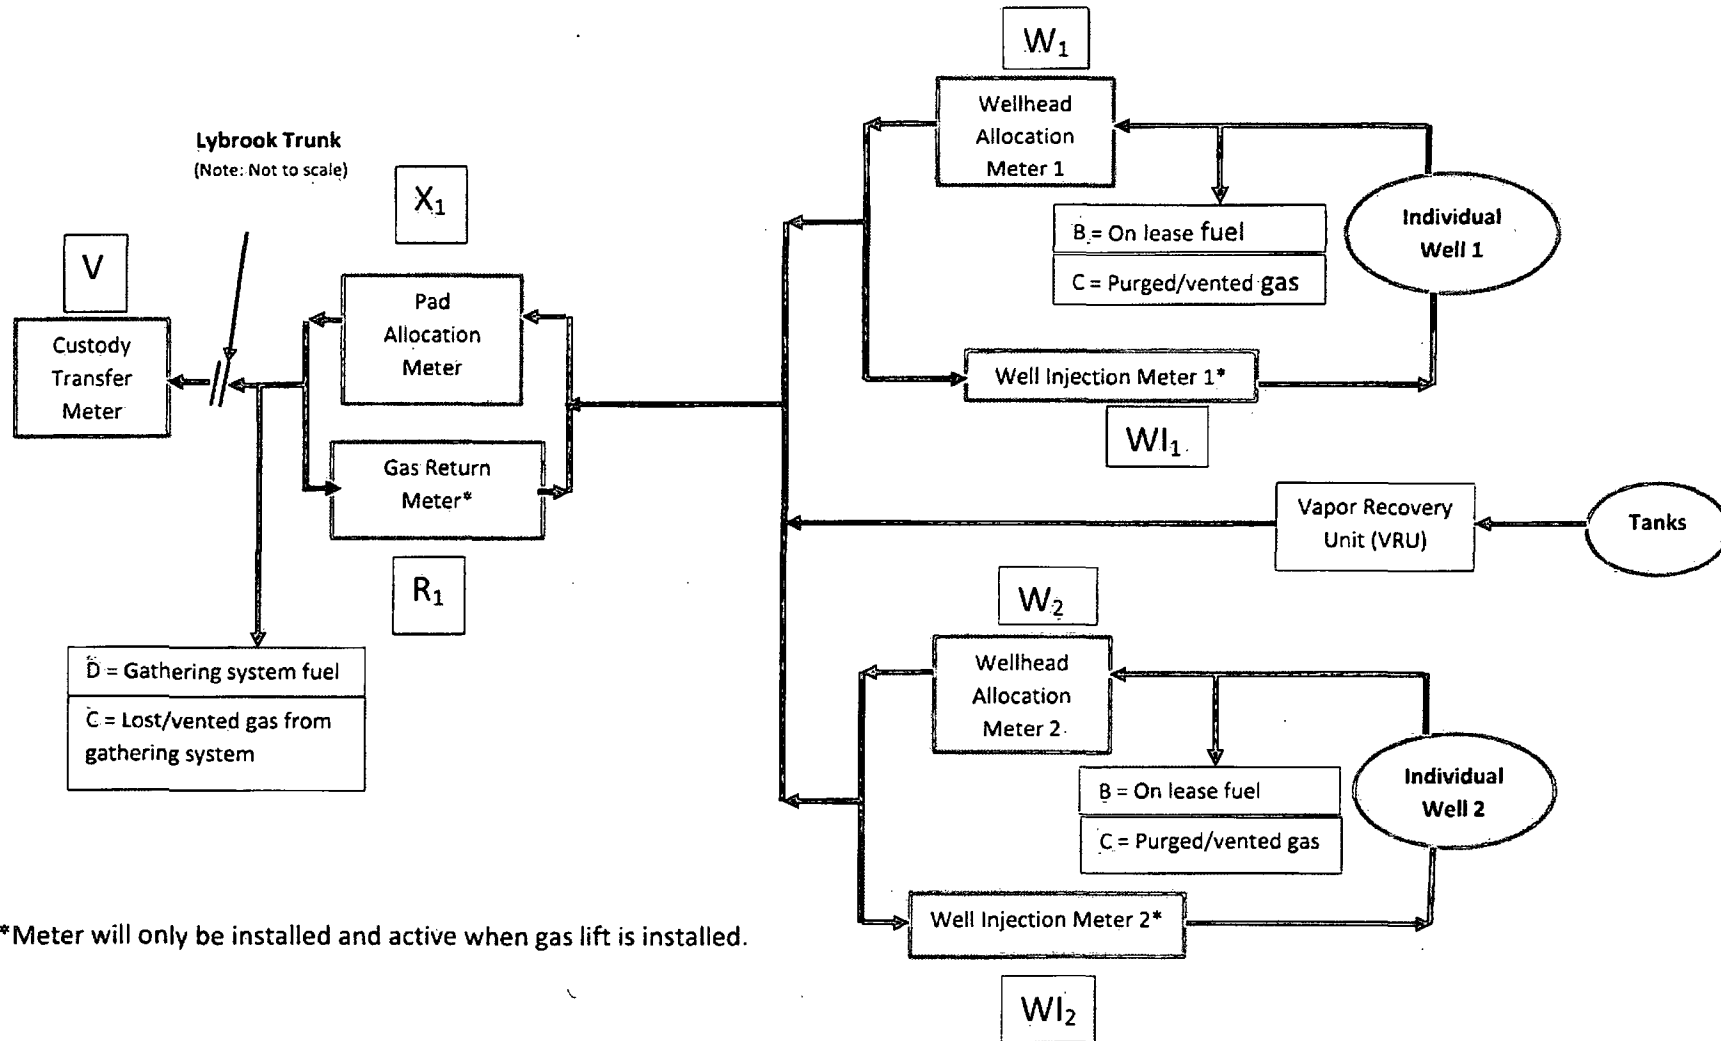 W₁
Wellhead
Allocation
Meter 1
Lybrook Trunk
(Note: Not to scale)
X₁
B = On lease fuel
C = Purged/vented gas
Individual
Well 1
V
Custody
Transfer
Meter
Pad
Allocation
Meter
Well Injection Meter 1*
WI₁
Gas Return
Meter*
R₁
Vapor Recovery
Unit (VRU)
Tanks
W₂
Wellhead
Allocation
Meter 2
D = Gathering system fuel
C = Lost/vented gas from
gathering system
B = On lease fuel
C = Purged/vented gas
Individual
Well 2
Well Injection Meter 2*
WI₂
*Meter will only be installed and active when gas lift is installed.